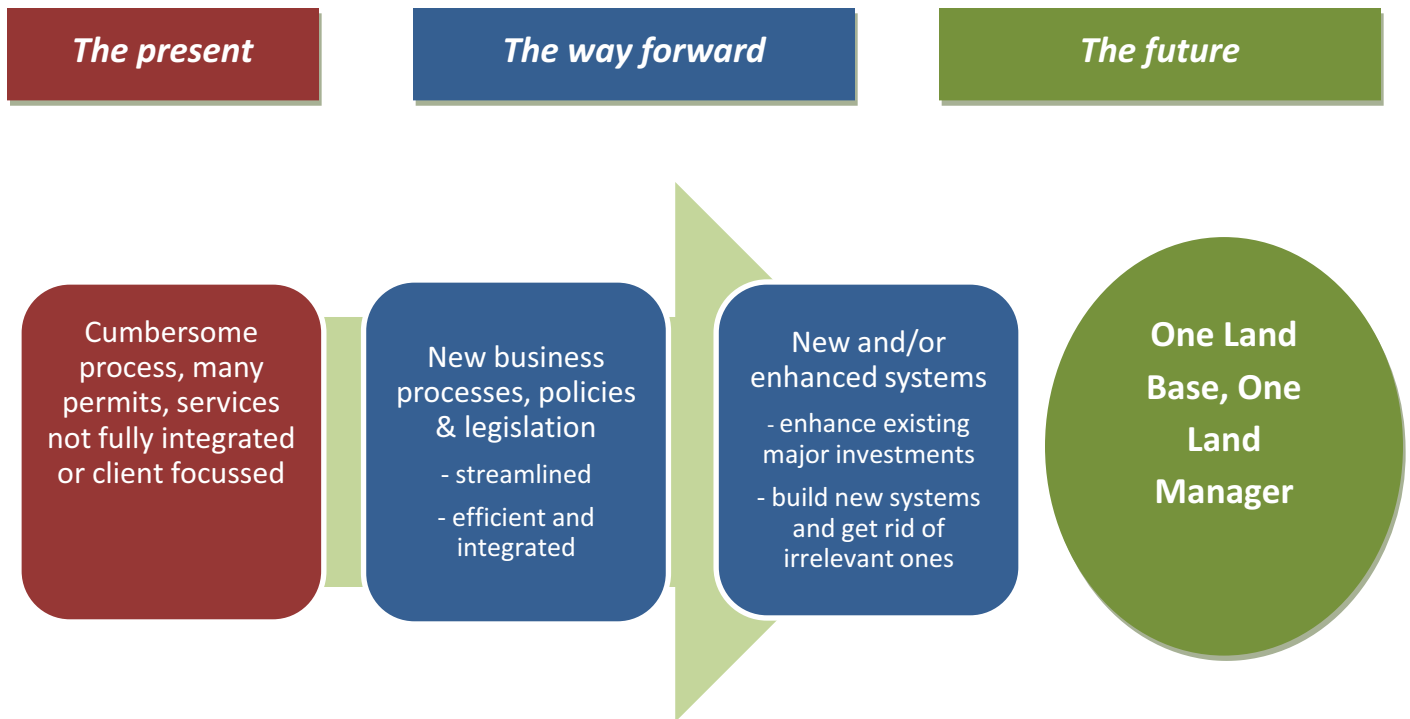 The present
The way forward
The future
Cumbersome
process, many
permits, services
not fully integrated
or client focussed
New business
processes, policies
& legislation
- streamlined
- efficient and
integrated
New and/or
enhanced systems
- enhance existing
major investments
- build new systems
and get rid of
irrelevant ones
One Land
Base, One
Land
Manager